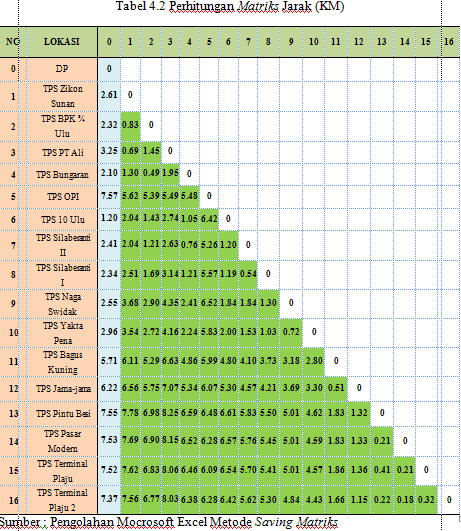 Tabel 4.2 Perhitungan Matriks Jarak (KM)
NO LOKASI 0 1 2 3 4 5 6 7 8 9 10 11 12 13 14 15 16
0 DP 0
1 TPS Zikon Sunan 2.61 0
2 TPS BPK ¾ Ulu 2.32 0.83 0
3 TPS PT Ali 3.25 0.69 1.45 0
4 TPS Bungaran 2.10 1.30 0.49 1.95 0
5 TPS OPI 7.57 5.62 5.39 5.49 5.48 0
6 TPS 10 Ulu 1.20 2.04 1.43 2.74 1.05 6.42 0
7 TPS Silaberanti II 2.41 2.04 1.21 2.63 0.76 5.26 1.20 0
8 TPS Silaberanti I 2.34 2.51 1.69 3.14 1.21 5.57 1.19 0.54 0
9 TPS Naga Swidak 2.55 3.68 2.90 4.35 2.41 6.52 1.84 1.84 1.30 0
10 TPS Yakta Pena 2.96 3.54 2.72 4.16 2.24 5.83 2.00 1.53 1.03 0.72 0
11 TPS Bagus Kuning 5.71 6.11 5.29 6.63 4.86 5.99 4.80 4.10 3.73 3.18 2.80 0
12 TPS Jama-jama 6.22 6.56 5.75 7.07 5.34 6.07 5.30 4.57 4.21 3.69 3.30 0.51 0
13 TPS Pintu Besi 7.55 7.78 6.98 8.25 6.59 6.48 6.61 5.83 5.50 5.01 4.62 1.83 1.32 0
14 TPS Pasar Modern 7.53 7.69 6.90 8.15 6.52 6.28 6.57 5.76 5.45 5.01 4.59 1.83 1.33 0.21 0
15 TPS Terminal Plaju 7.52 7.62 6.83 8.06 6.46 6.09 6.54 5.70 5.41 5.01 4.57 1.86 1.36 0.41 0.21 0
16 TPS Terminal Plaju 2 7.37 7.56 6.77 8.03 6.38 6.28 6.42 5.62 5.30 4.84 4.43 1.66 1.15 0.22 0.18 0.32 0
Sumber : Pengolahan Mocrosoft Excel Metode Saving Matriks